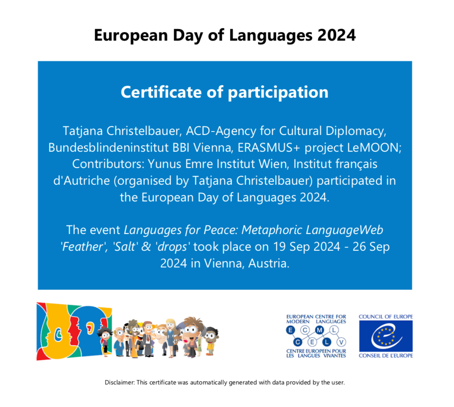 European Day of Languages 2024
Certificate of participation
Tatjana Christelbauer, ACD-Agency for Cultural Diplomacy,
Bundesblindeninstitut BBI Vienna, ERASMUS+ project LeMOON;
Contributors: Yunus Emre Institut Wien, Institut français
d'Autriche (organised by Tatjana Christelbauer) participated in
the European Day of Languages 2024.
The event Languages for Peace: Metaphoric LanguageWeb
'Feather', 'Salt' & 'drops' took place on 19 Sep 2024 - 26 Sep
2024 in Vienna, Austria.
EUROPEAN CENTRE FOR
MODERN LANGUAGES
E C M L
C E L V
CENTRE EUROPEEN POUR
LES LANGUES VIVANTES
COUNCIL OF EUROPE
CONSEIL DE L'EUROPE
Disclaimer: This certificate was automatically generated with data provided by the user.